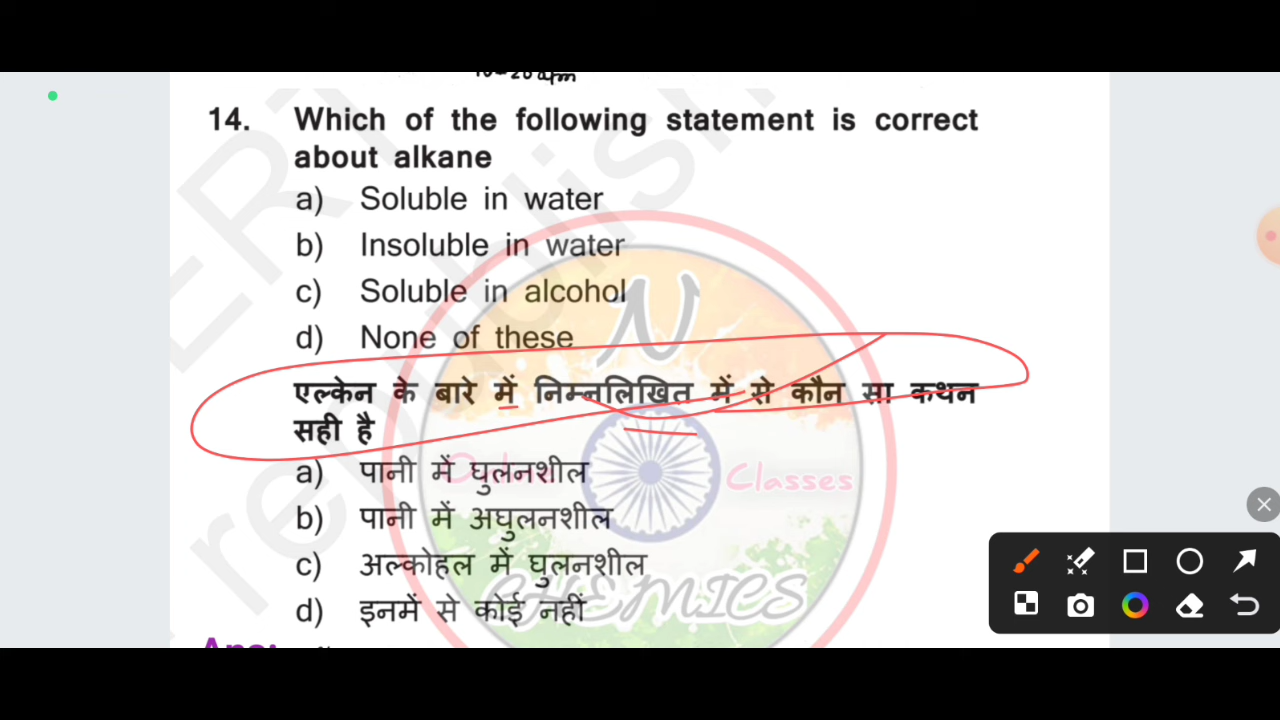 14. Which of the following statement is correct
about alkane
a) Soluble in water
b) Insoluble in water
c) Soluble in alcohol
d) None of these
एल्केन के बारे में निम्नलिखित में से कौन सा कथन
सही है
a) पानी में घुलनशील
b) पानी में अघुलनशील
c) अल्कोहल में घुलनशील
d) इनमें से कोई नहीं
N
Classes
CHEMICS